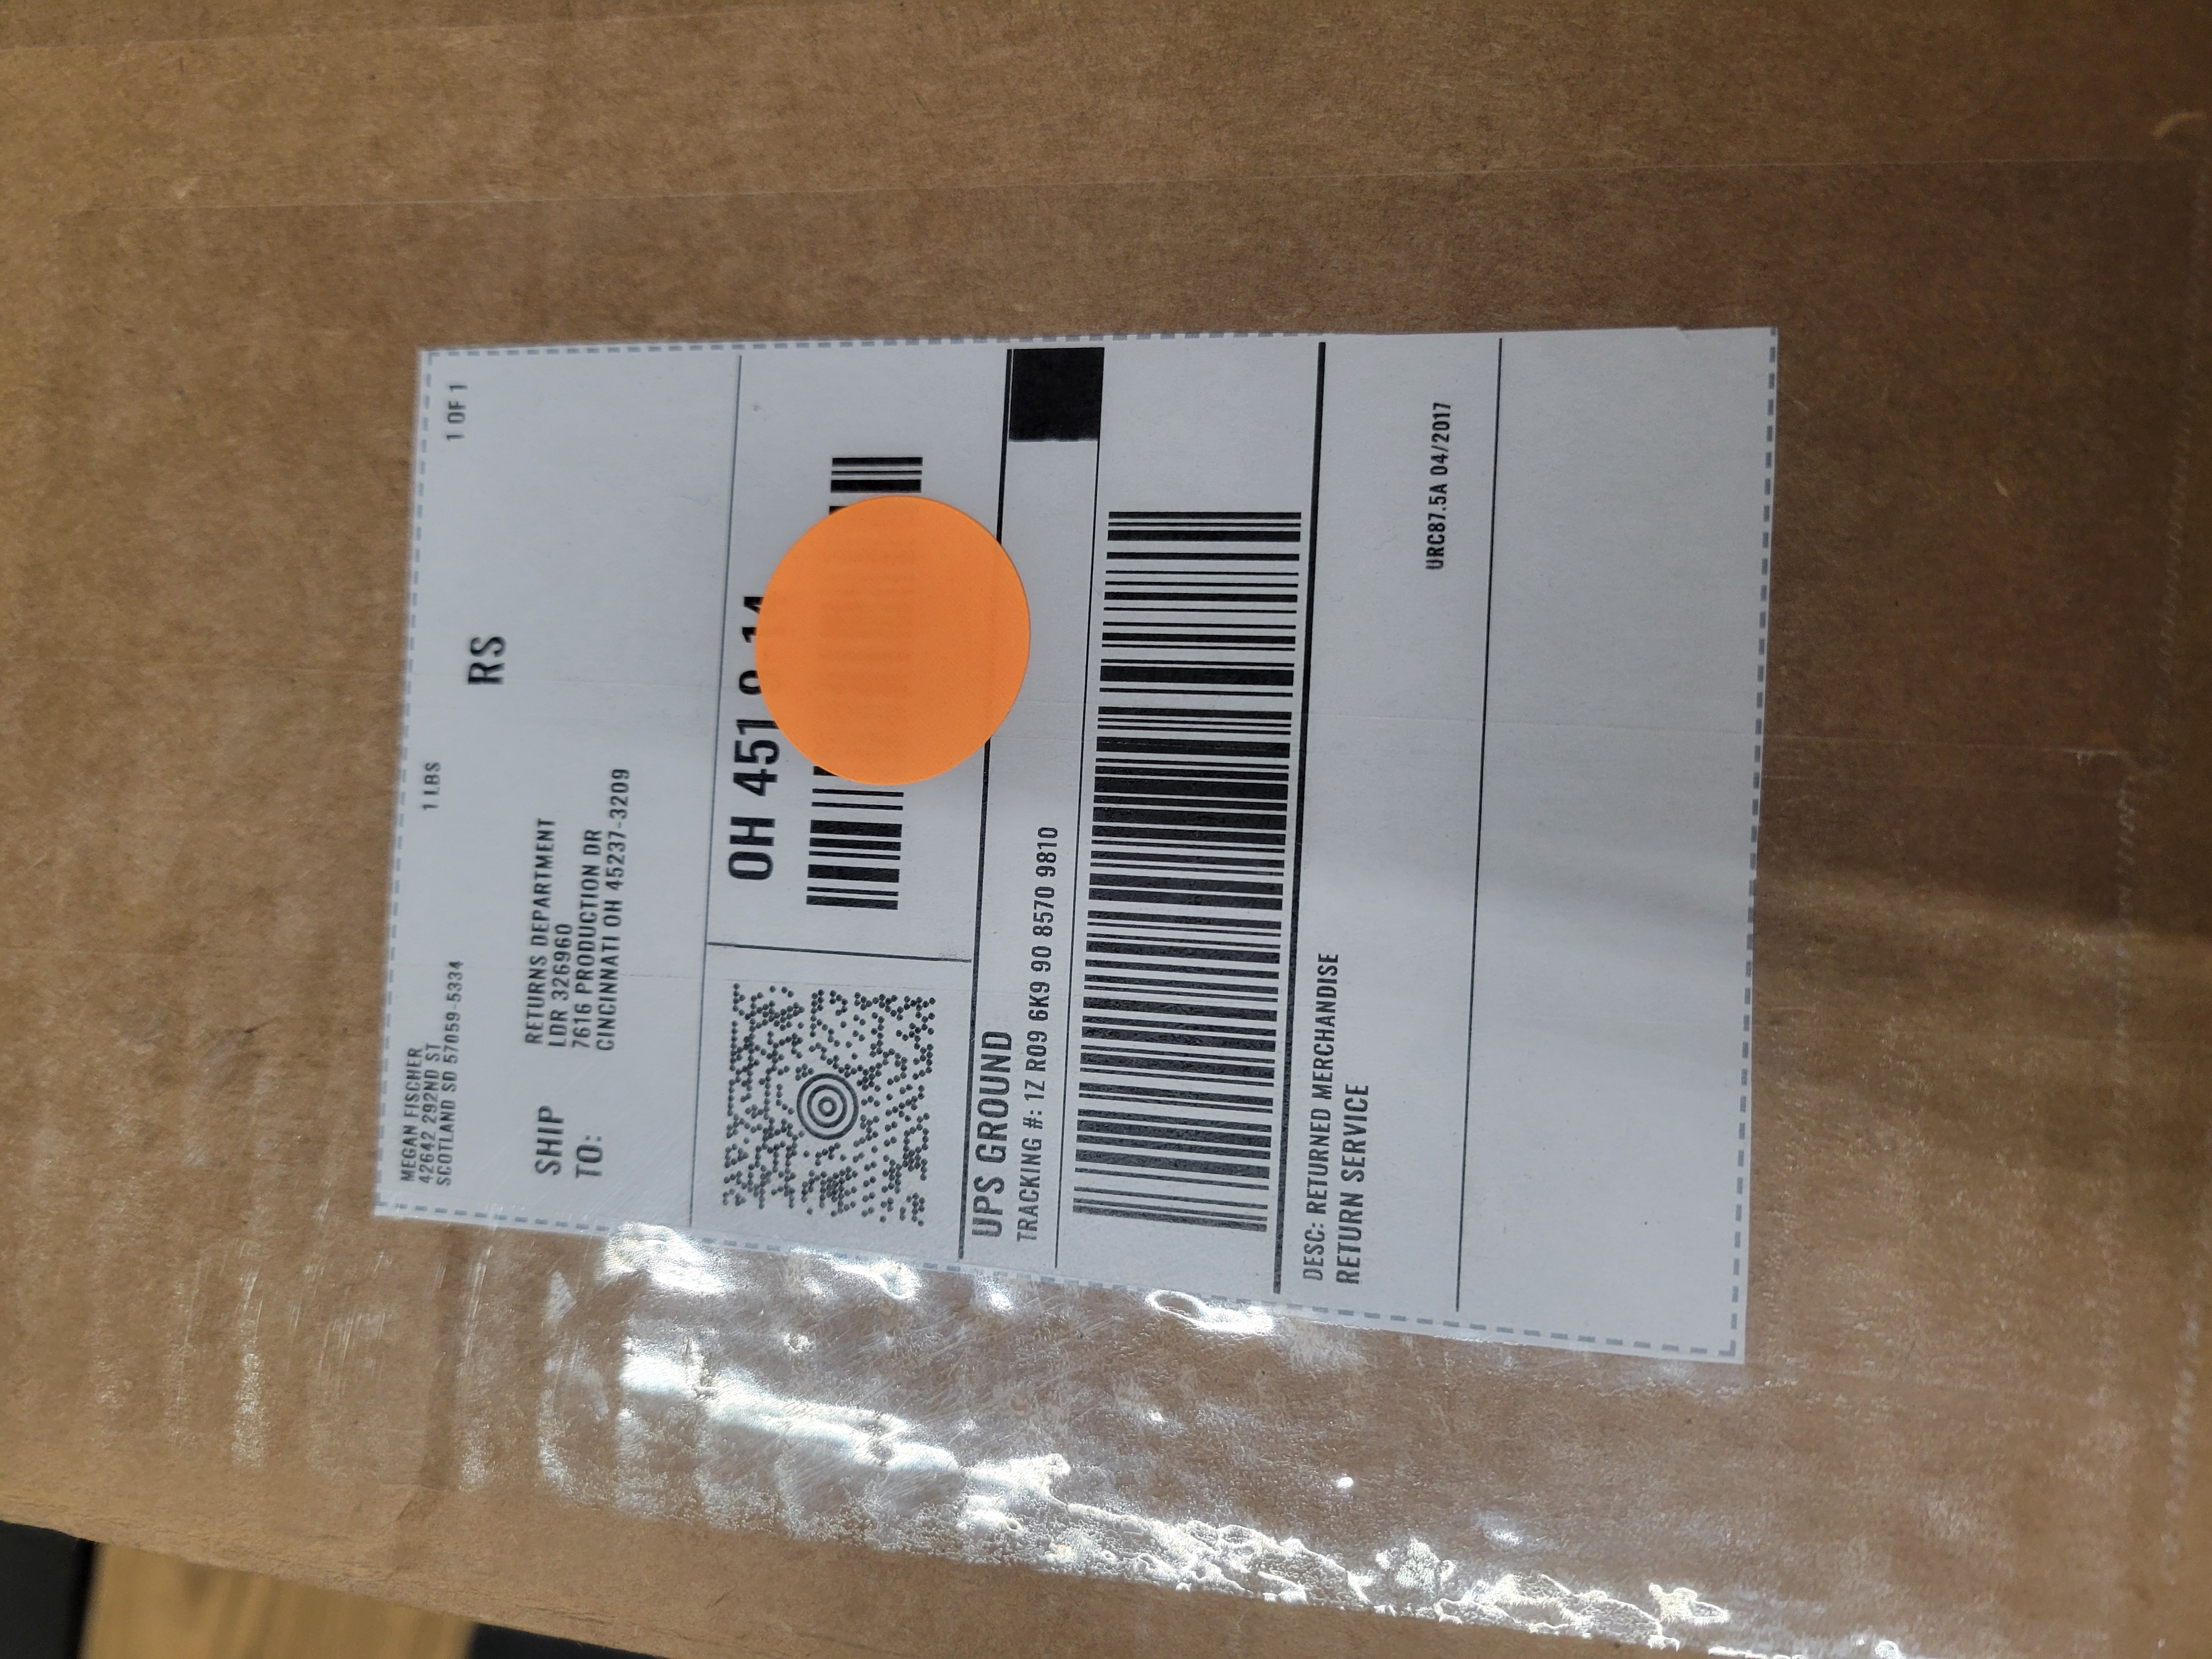 MEGAN FISCHER
42642 292ND ST
SCOTLAND SD 57059-5334
1 LBS
1 OF 1
RS
SHIP
TO:
RETURNS DEPARTMENT
LDR 326960
7616 PRODUCTION DR
CINCINNATI OH 45237-3209
OH 451
UPS GROUND
TRACKING #: 1Z R09 6K9 90 8570 9810
DESC: RETURNED MERCHANDISE
RETURN SERVICE
URC87.5A 04/2017